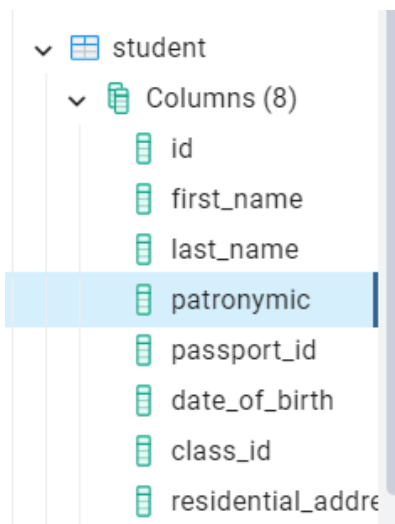 student
Columns (8)
id
first_name
last_name
patronymic
passport_id
date_of_birth
class_id
residential_addre